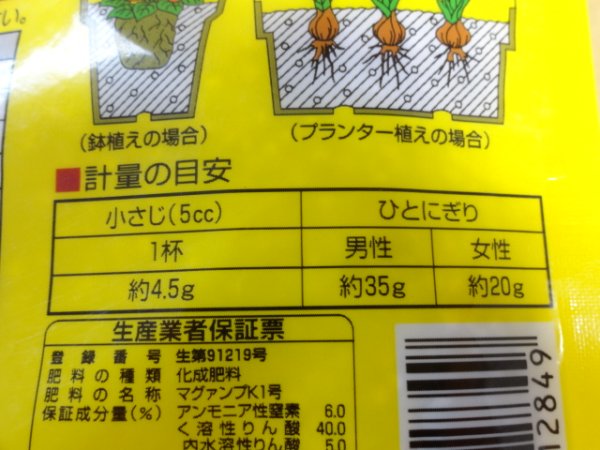 い。
(鉢植えの場合)
(プランター植えの場合)
■計量の目安
小さじ(5cc) ひとにぎり
1杯 男性 女性
約4.5g 約35g 約20g
生産業者保証票
登録番号 生第91219号
肥料の種類 化成肥料
肥料の名称 マグァンプK1号
保証成分量(%) アンモニア性窒素 6.0
く溶性りん酸 40.0
内水溶性りん酸 5.0
12849